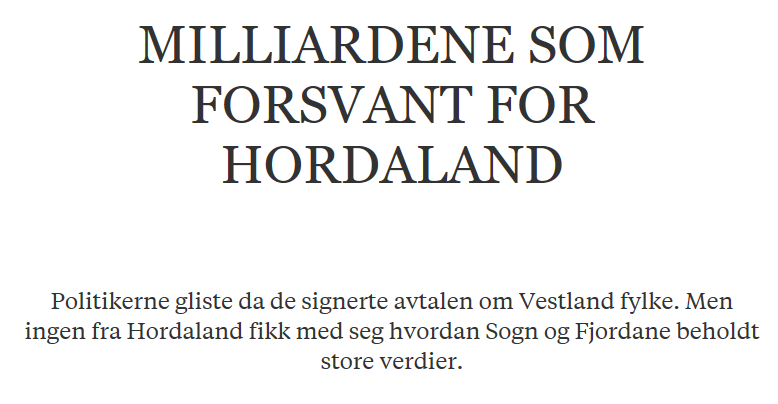 MILLIARDENE SOM
FORSVANT FOR
HORDALAND
Politikerne gliste da de signerte avtalen om Vestland fylke. Men
ingen fra Hordaland fikk med seg hvordan Sogn og Fjordane beholdt
store verdier.